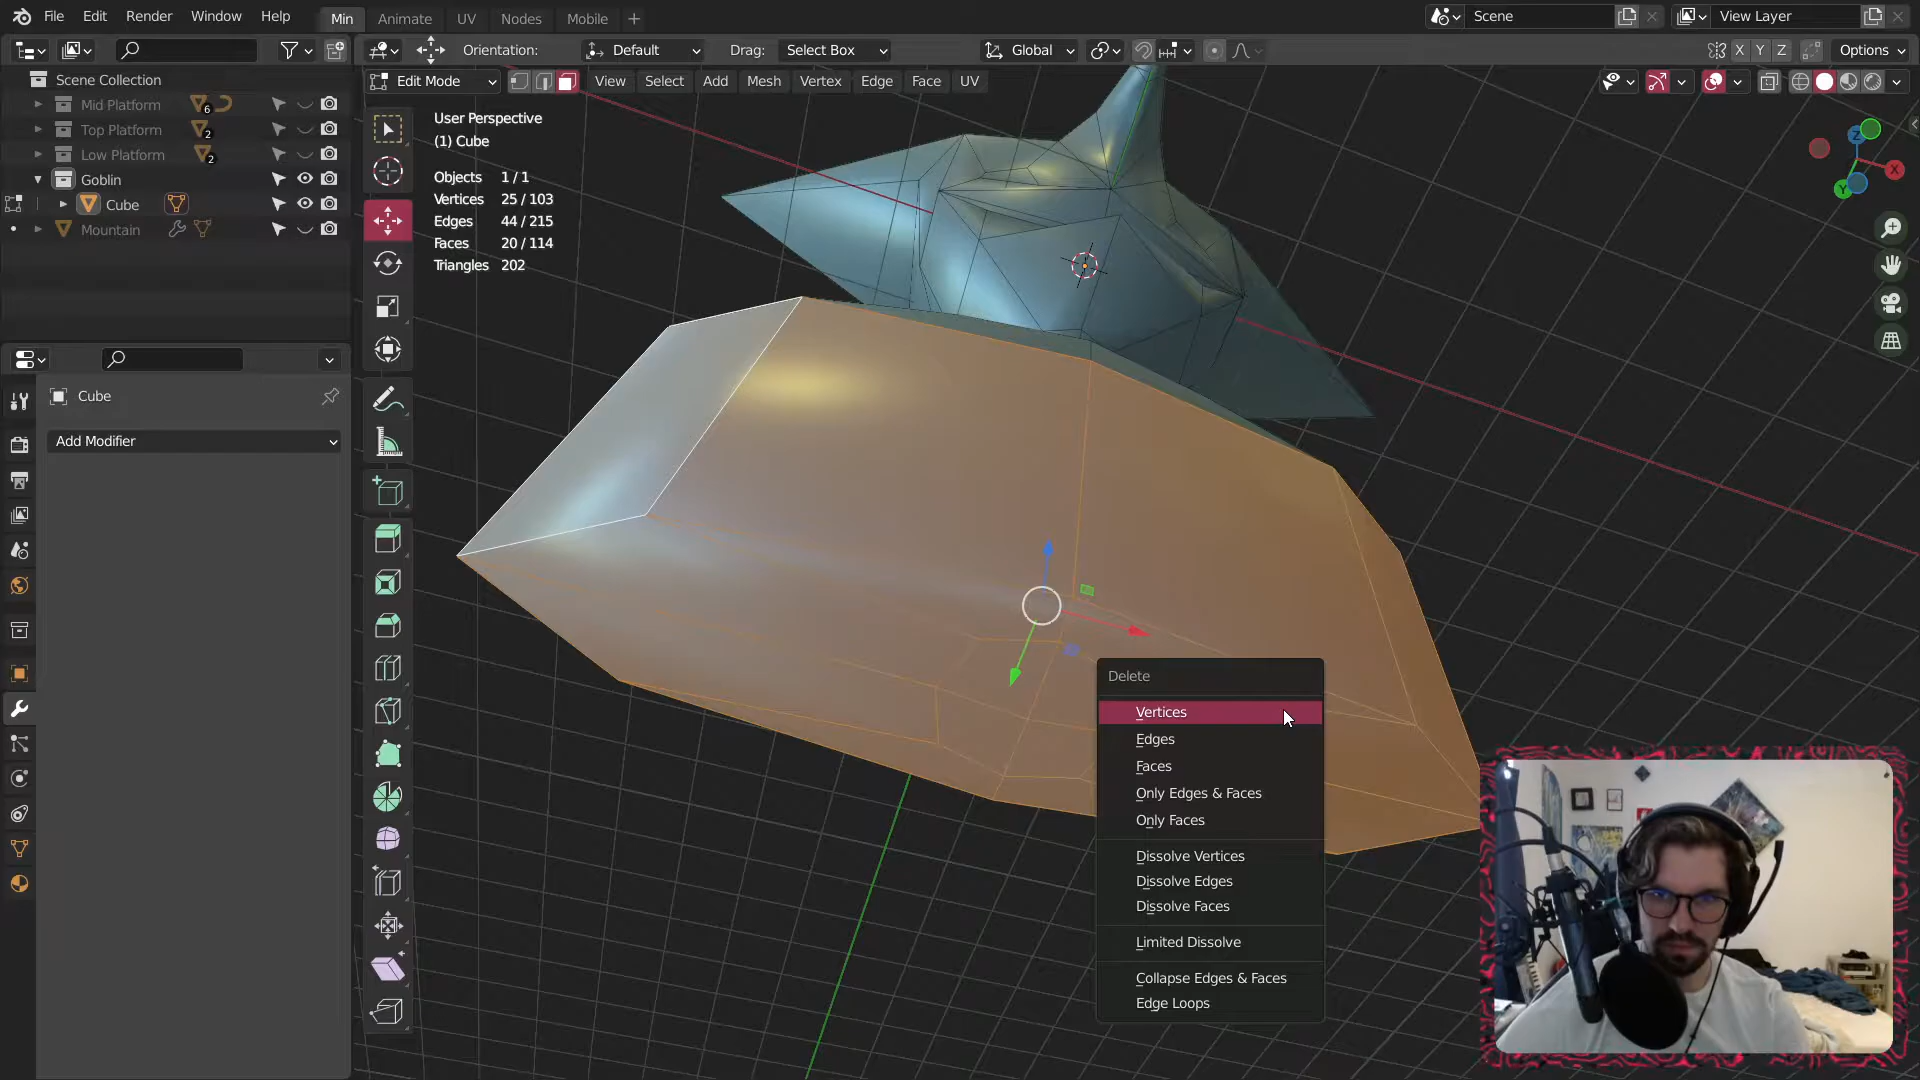 File Edit Render Window Help Min Animate UV Nodes Mobile Scene View Layer
Orientation: Default Drag: Select Box Global X Y Z Options
Scene Collection
Mid Platform 6
Top Platform 2
Low Platform 2
Goblin
Cube
Mountain
Edit Mode View Select Add Mesh Vertex Edge Face UV
User Perspective
(1) Cube
Objects 1 / 1
Vertices 25 / 103
Edges 44 / 215
Faces 20 / 114
Triangles 202
Z
X
Y
Cube
Add Modifier
Delete
Vertices
Edges
Faces
Only Edges & Faces
Only Faces
Dissolve Vertices
Dissolve Edges
Dissolve Faces
Limited Dissolve
Collapse Edges & Faces
Edge Loops